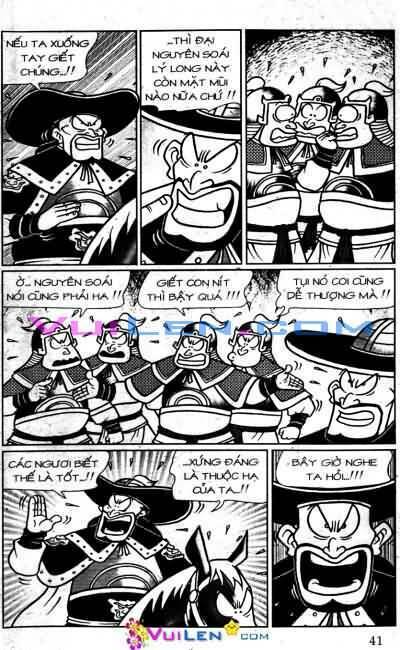 NẾU TA XUỐNG
TAY GIẾT
CHÚNG...!!
...THÌ ĐẠI
NGUYÊN SOÁI
LÝ LONG NÀY
CÒN MẶT MŨI
NÀO NỮA CHỨ !!
Ờ... NGUYÊN SOÁI
NÓI CŨNG PHẢI HA !!
GIẾT CON NÍT
THÌ BẬY QUÁ !!!
TỤI NÓ COI CŨNG
DỄ THƯƠNG MÀ !!
VUILEN.COM
CÁC NGƯƠI BIẾT
THẾ LÀ TỐT...!!
...XỨNG ĐÁNG
LÀ THUỘC HẠ
CỦA TA...!!
BÂY GIỜ NGHE
TA HỎI...!!!
41
VUILEN.COM